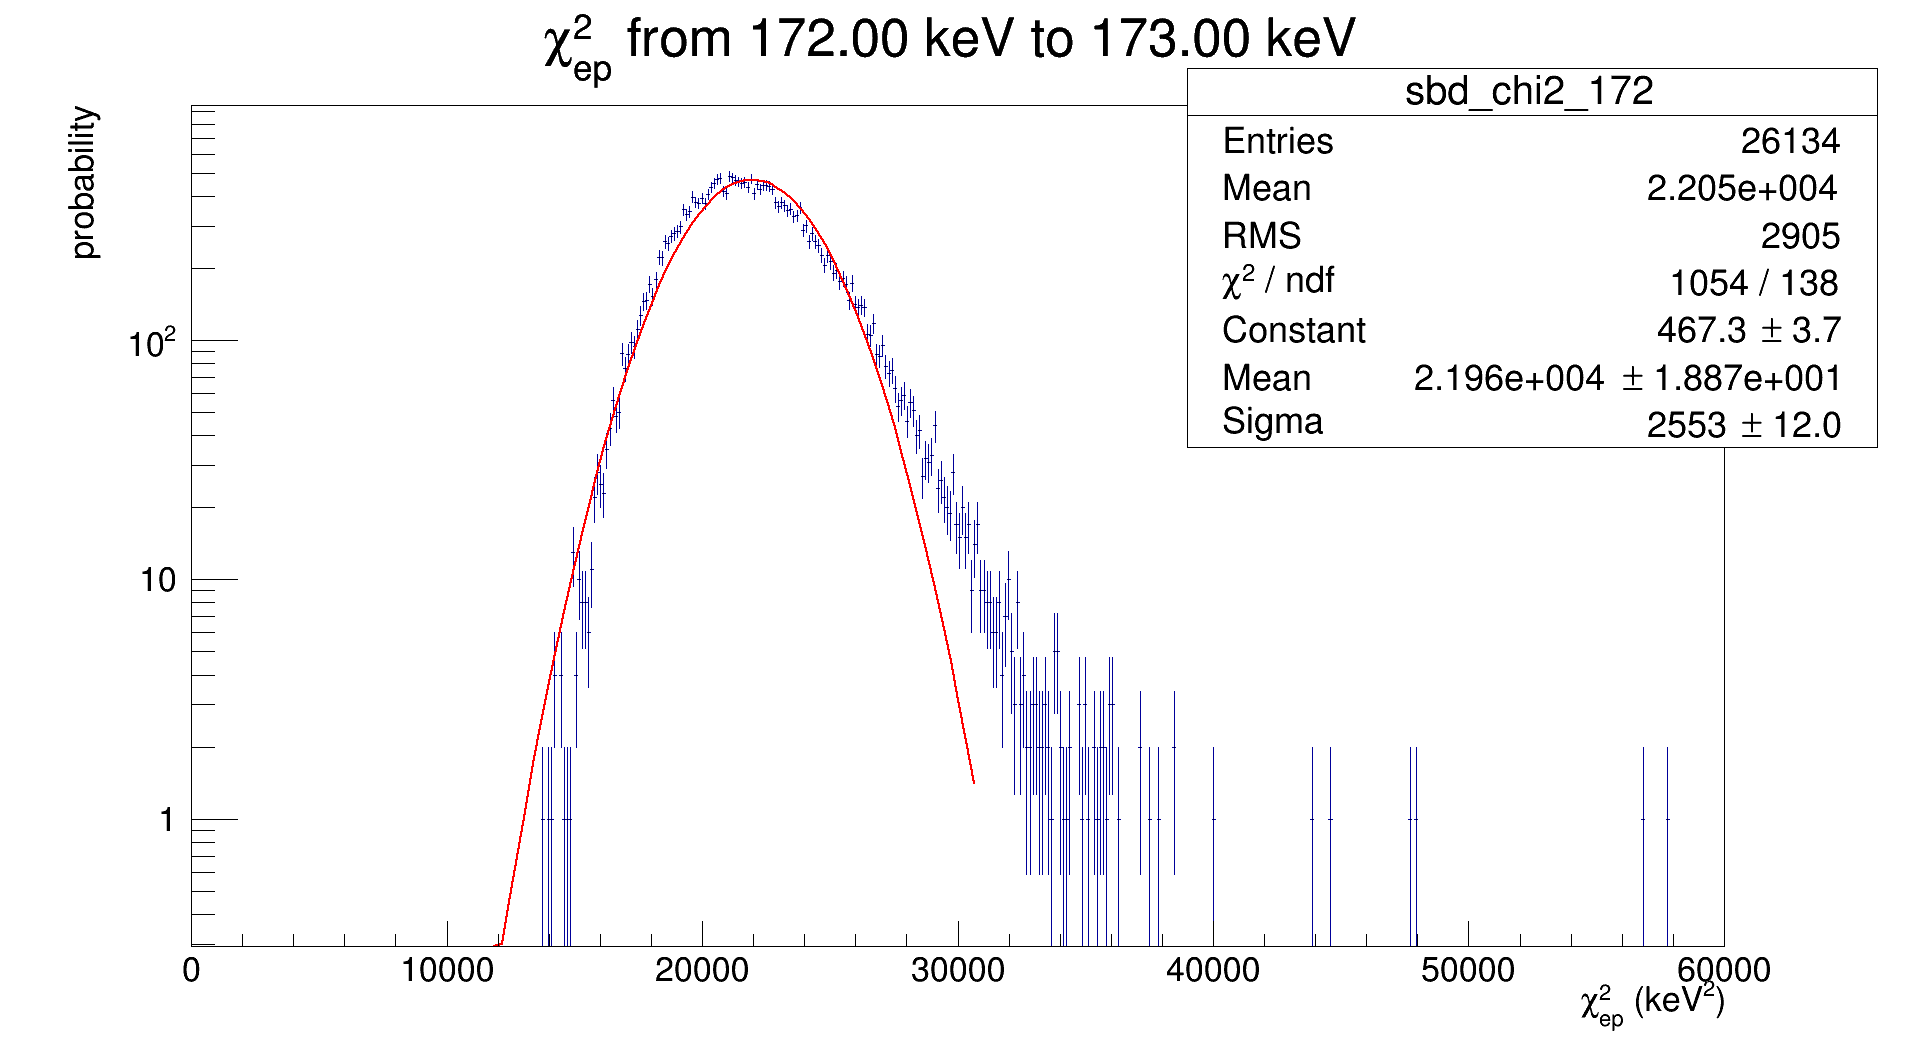 χ²ep from 172.00 keV to 173.00 keV
probability
sbd_chi2_172
Entries 26134
Mean 2.205e+004
RMS 2905
χ² / ndf 1054 / 138
Constant 467.3 ± 3.7
Mean 2.196e+004 ± 1.887e+001
Sigma 2553 ± 12.0
10²
10
1
0 10000 20000 30000 40000 50000 60000
χ²ep (keV²)